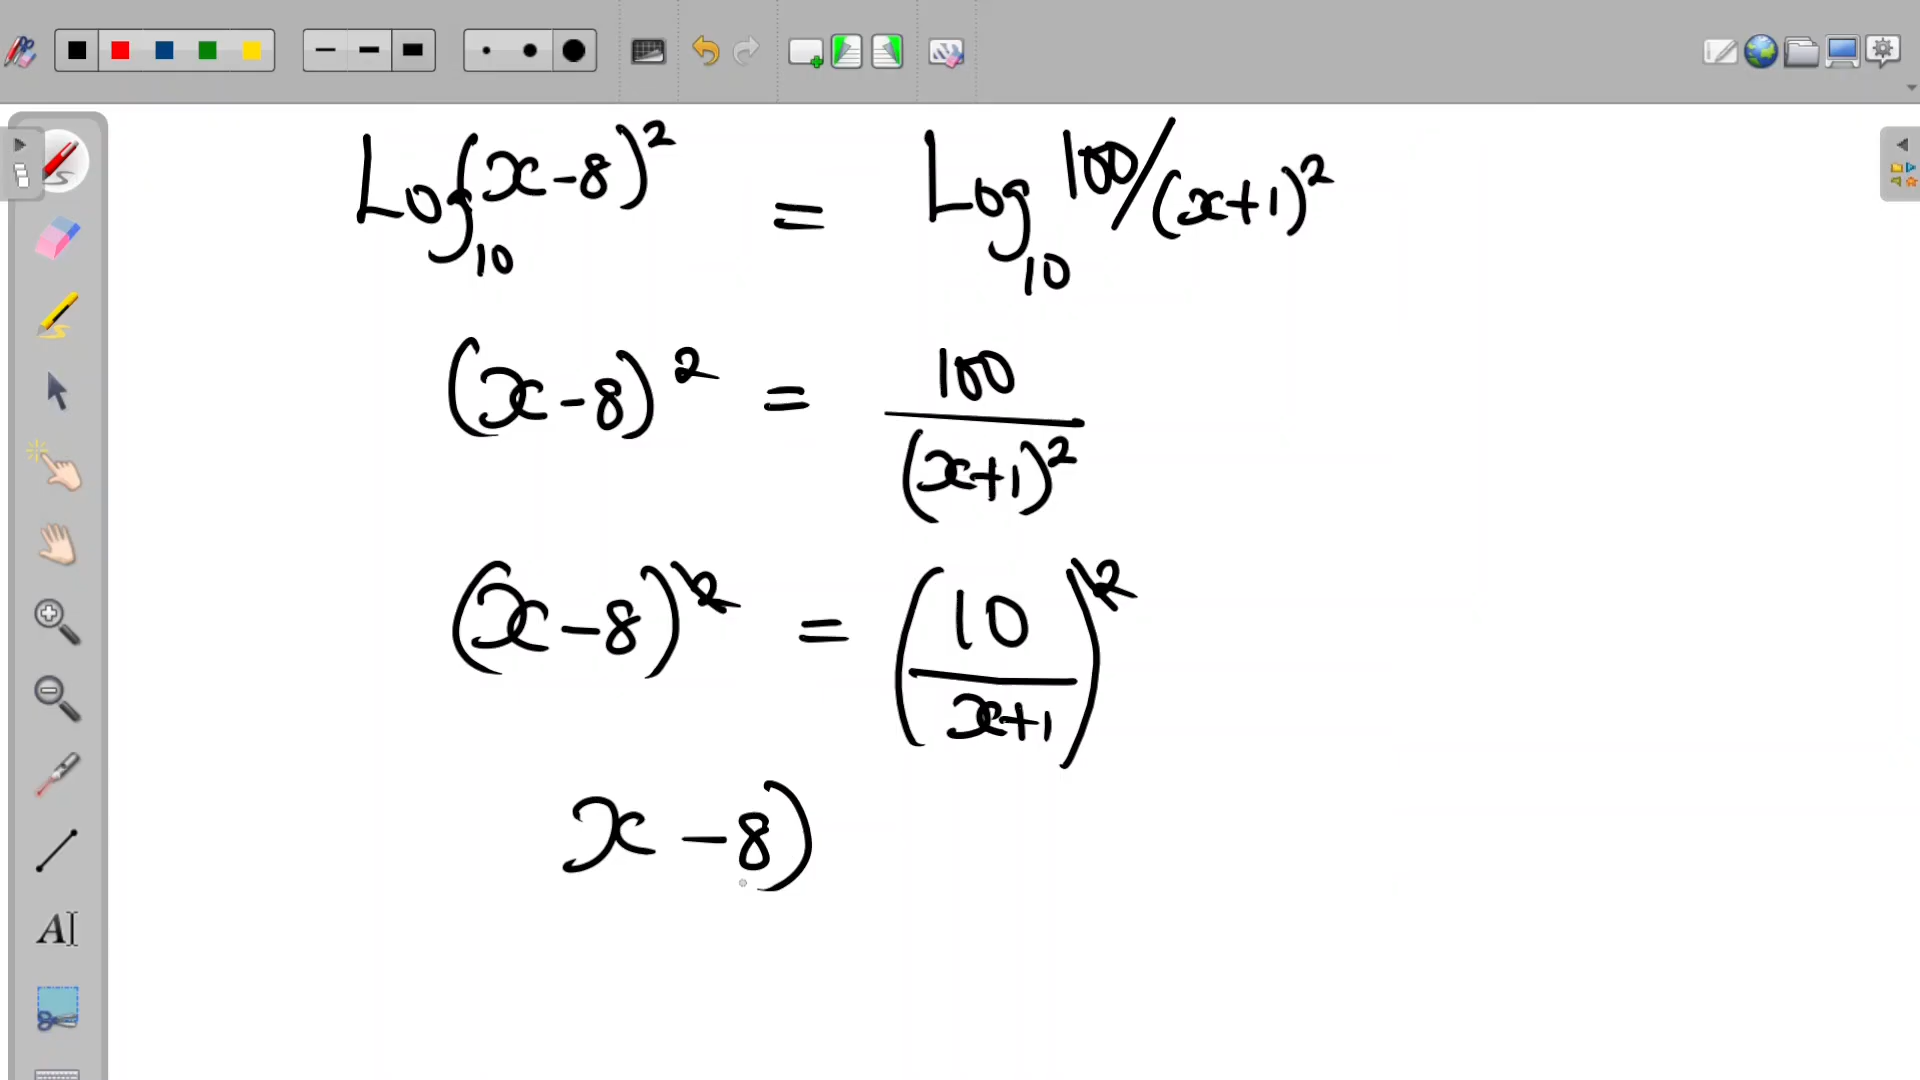 Log₁₀(x-8)² = Log₁₀ 100/(x+1)²
(x-8)² = 100/(x+1)²
(x-8)² = (10/x+1)²
x - 8)